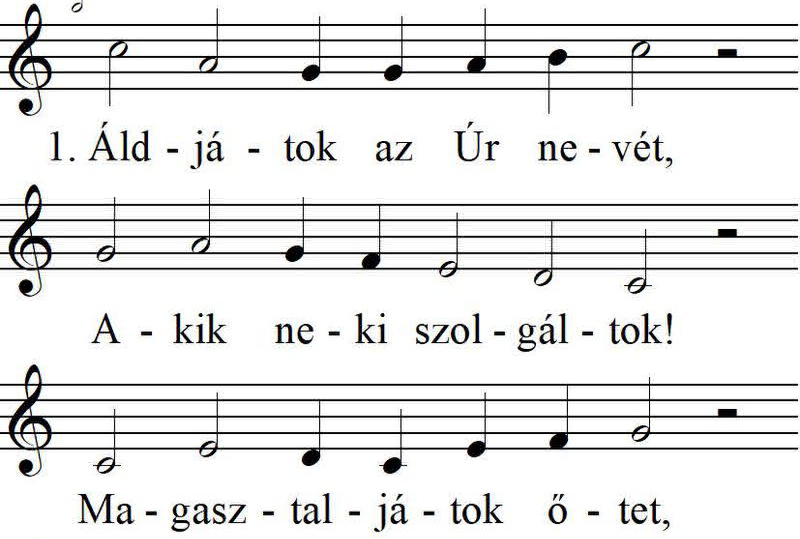 1. Áld - já - tok az Úr ne - vét,
A - kik ne - ki szol - gál - tok!
Ma - gasz - tal - já - tok ő - tet,